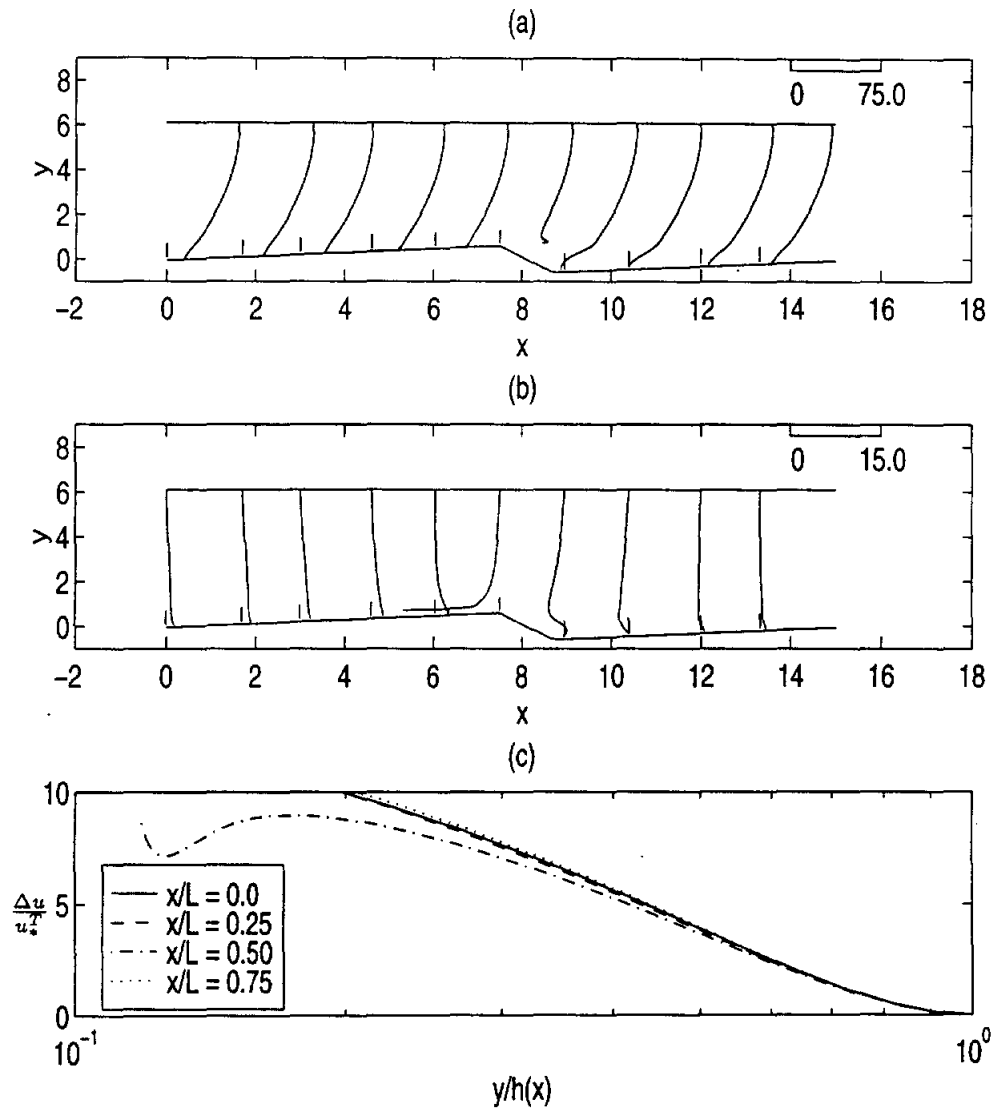 (a)
8
6
4
2
0
y
0 75.0
-2 0 2 4 6 8 10 12 14 16 18
x
(b)
8
6
4
2
0
y
0 15.0
-2 0 2 4 6 8 10 12 14 16 18
x
(c)
10
5
0
Δu
u*^T
x/L = 0.0
x/L = 0.25
x/L = 0.50
x/L = 0.75
10^-1 10^0
y/h(x)